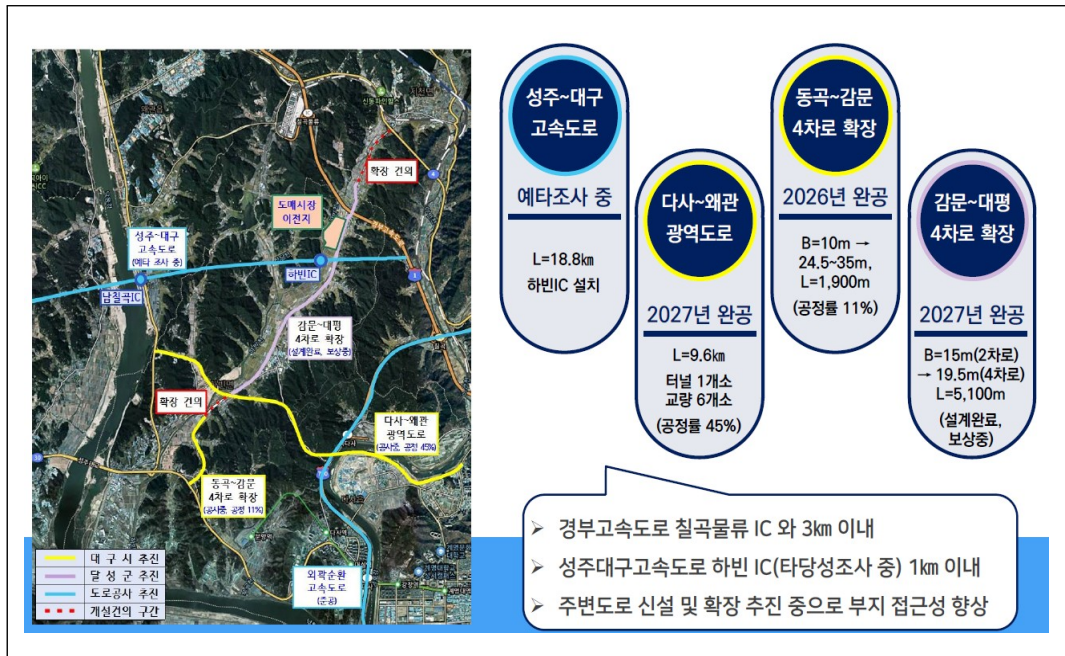 확장 건의
도매시장
이전지
성주~대구
고속도로
(예타 조사 중)
하빈IC
남칠곡IC
감문~대평
4차로 확장
(설계완료, 보상중)
확장 건의
다사~왜관
광역도로
(공사중, 공정 45%)
동곡~감문
4차로 확장
(공사중, 공정 11%)
외곽순환
고속도로
(준공)
다사역
대 구 시 추진
달 성 군 추진
도로공사 추진
개설건의 구간
성주~대구
고속도로
예타조사 중
L=18.8㎞
하빈IC 설치
다사~왜관
광역도로
2027년 완공
L=9.6㎞
터널 1개소
교량 6개소
(공정률 45%)
동곡~감문
4차로 확장
2026년 완공
B=10m →
24.5~35m,
L=1,900m
(공정률 11%)
감문~대평
4차로 확장
2027년 완공
B=15m(2차로)
→ 19.5m(4차로)
L=5,100m
(설계완료,
보상중)
➢ 경부고속도로 칠곡물류 IC 와 3㎞ 이내
➢ 성주대구고속도로 하빈 IC(타당성조사 중) 1㎞ 이내
➢ 주변도로 신설 및 확장 추진 중으로 부지 접근성 향상